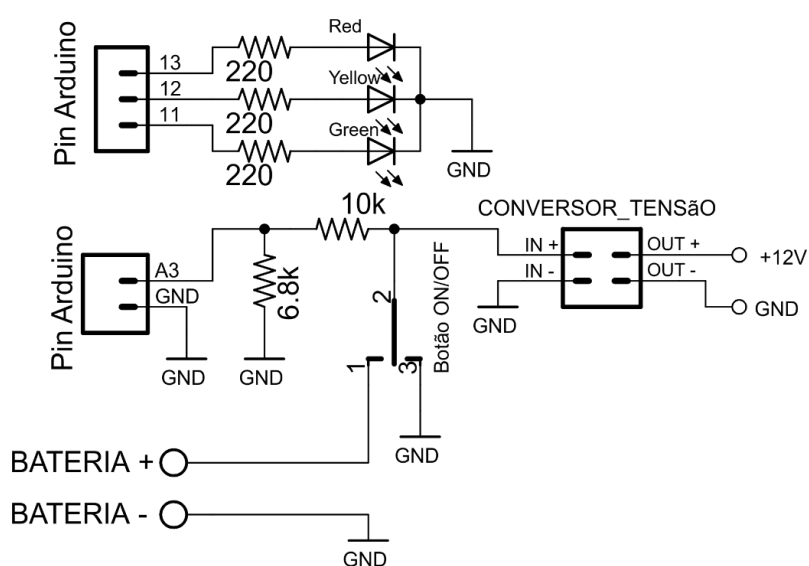 Pin Arduino
13
12
11
220
220
220
Red
Yellow
Green
GND
Pin Arduino
A3
GND
GND
6.8k
GND
10k
2
1
3
Botão ON/OFF
GND
CONVERSOR_TENSãO
IN +
IN -
OUT +
OUT -
GND
+12V
GND
BATERIA +
BATERIA -
GND